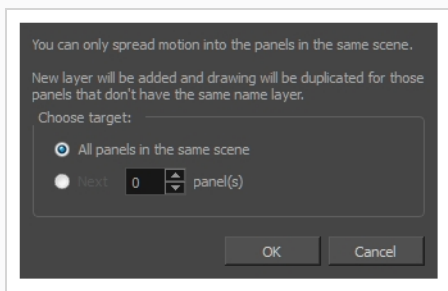 You can only spread motion into the panels in the same scene.
New layer will be added and drawing will be duplicated for those
panels that don't have the same name layer.
Choose target:
All panels in the same scene
Next 0 panel(s)
OK Cancel